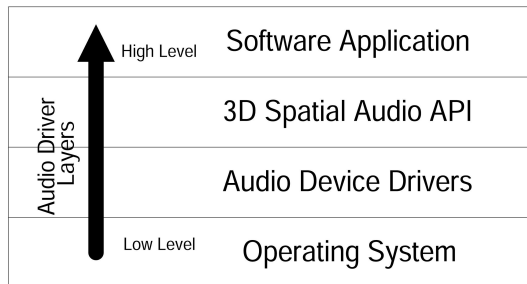 High Level
Software Application
3D Spatial Audio API
Audio Driver
Layers
Audio Device Drivers
Low Level
Operating System